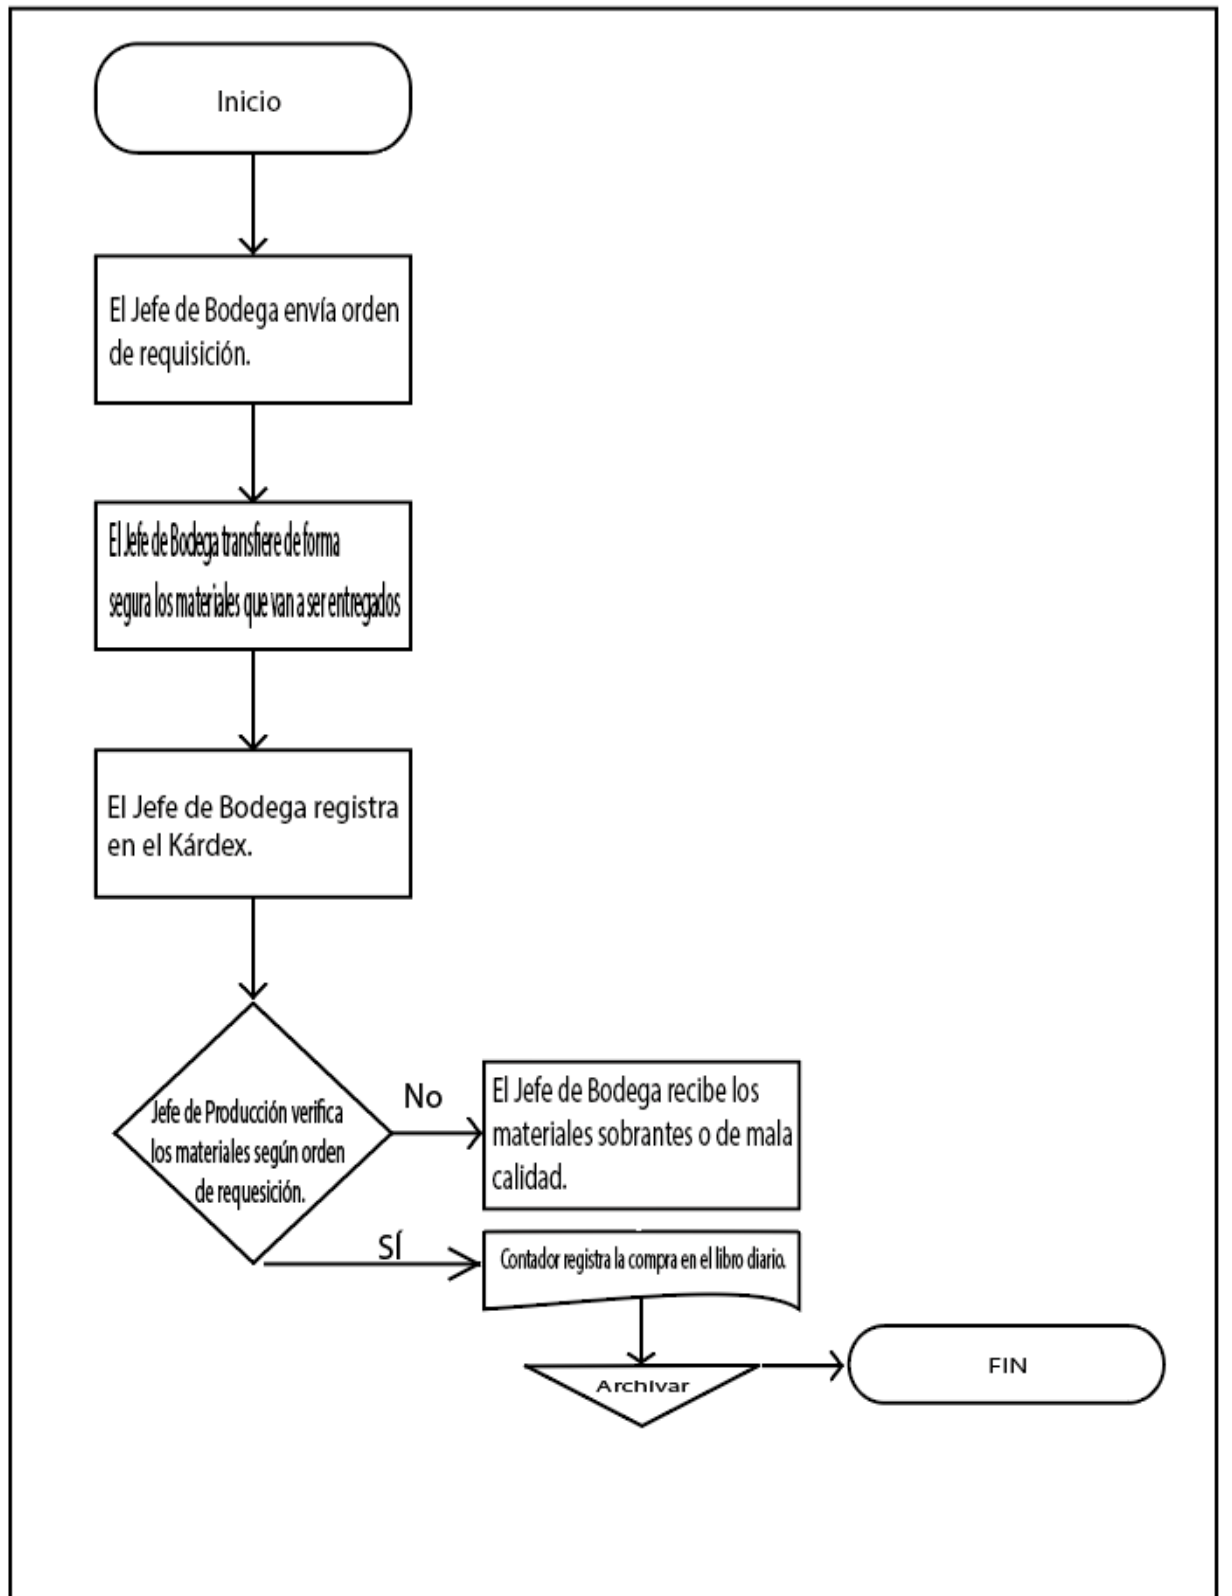 Inicio
El Jefe de Bodega envía orden
de requisición.
El Jefe de Bodega transfiere de forma
segura los materiales que van a ser entregados
El Jefe de Bodega registra
en el Kárdex.
Jefe de Producción verifica
los materiales según orden
de requesición.
No
El Jefe de Bodega recibe los
materiales sobrantes o de mala
calidad.
SÍ
Contador registra la compra en el libro diario.
Archivar
FIN